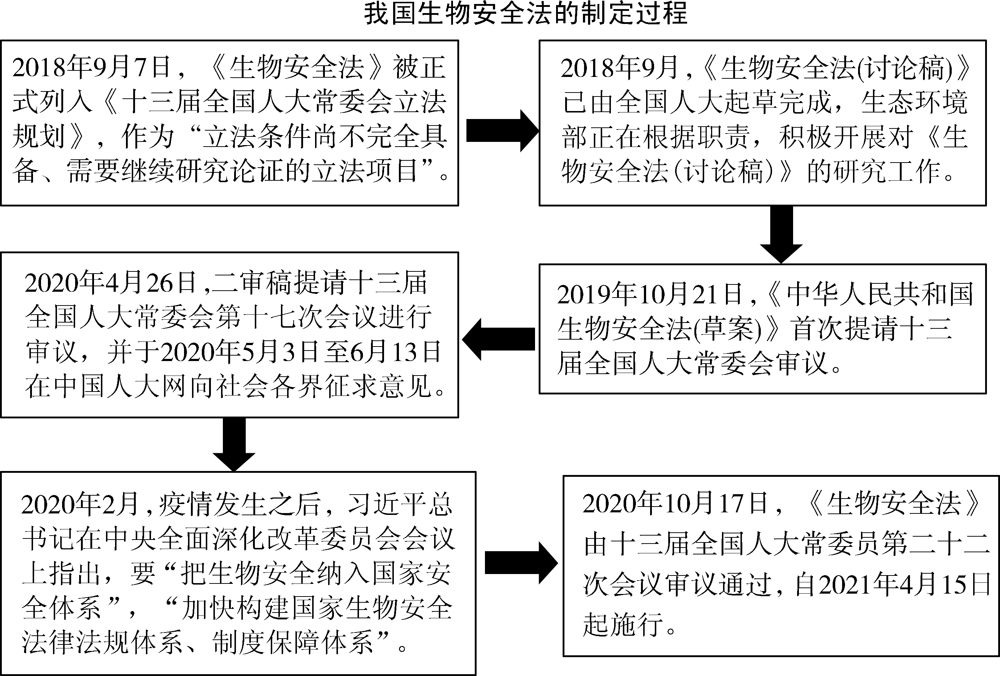 我国生物安全法的制定过程
2018年9月7日，《生物安全法》被正
式列入《十三届全国人大常委会立法
规划》，作为“立法条件尚不完全具
备、需要继续研究论证的立法项目”。
2018年9月，《生物安全法(讨论稿)》
已由全国人大起草完成，生态环境
部正在根据职责，积极开展对《生
物安全法(讨论稿)》的研究工作。
2019年10月21日，《中华人民共和国
生物安全法(草案)》首次提请十三
届全国人大常委会审议。
2020年4月26日,二审稿提请十三届
全国人大常委会第十七次会议进行
审议，并于2020年5月3日至6月13日
在中国人大网向社会各界征求意见。
2020年2月,疫情发生之后，习近平总
书记在中央全面深化改革委员会会议
上指出，要“把生物安全纳入国家安
全体系”，“加快构建国家生物安全
法律法规体系、制度保障体系”。
2020年10月17日，《生物安全法》
由十三届全国人大常委员第二十二
次会议审议通过，自2021年4月15日
起施行。